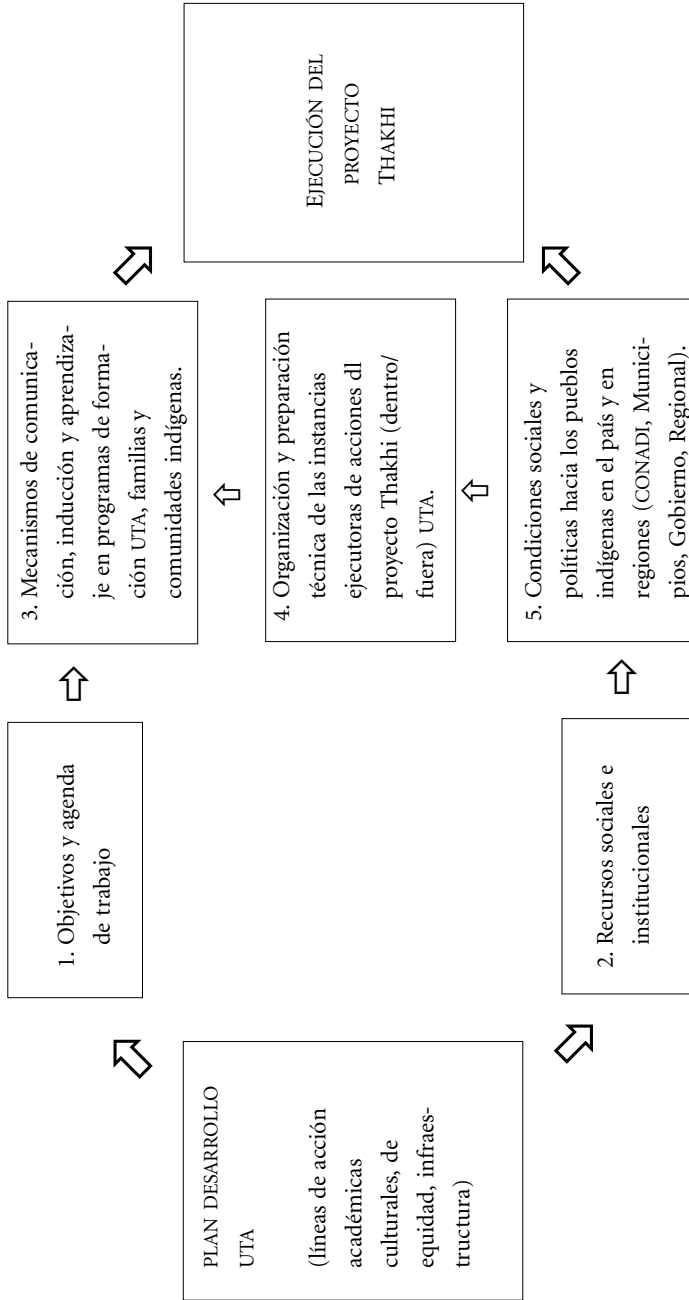 PLAN DESARROLLO
UTA
(líneas de acción
académicas
culturales, de
equidad, infraes-
tructura)
1. Objetivos y agenda
de trabajo
2. Recursos sociales e
institucionales
3. Mecanismos de comunica-
ción, inducción y aprendiza-
je en programas de forma-
ción UTA, familias y
comunidades indígenas.
4. Organización y preparación
técnica de las instancias
ejecutoras de acciones dl
proyecto Thakhi (dentro/
fuera) UTA.
5. Condiciones sociales y
políticas hacia los pueblos
indígenas en el país y en
regiones (CONADI, Munici-
pios, Gobierno, Regional).
EJECUCIÓN DEL
PROYECTO
THAKHI